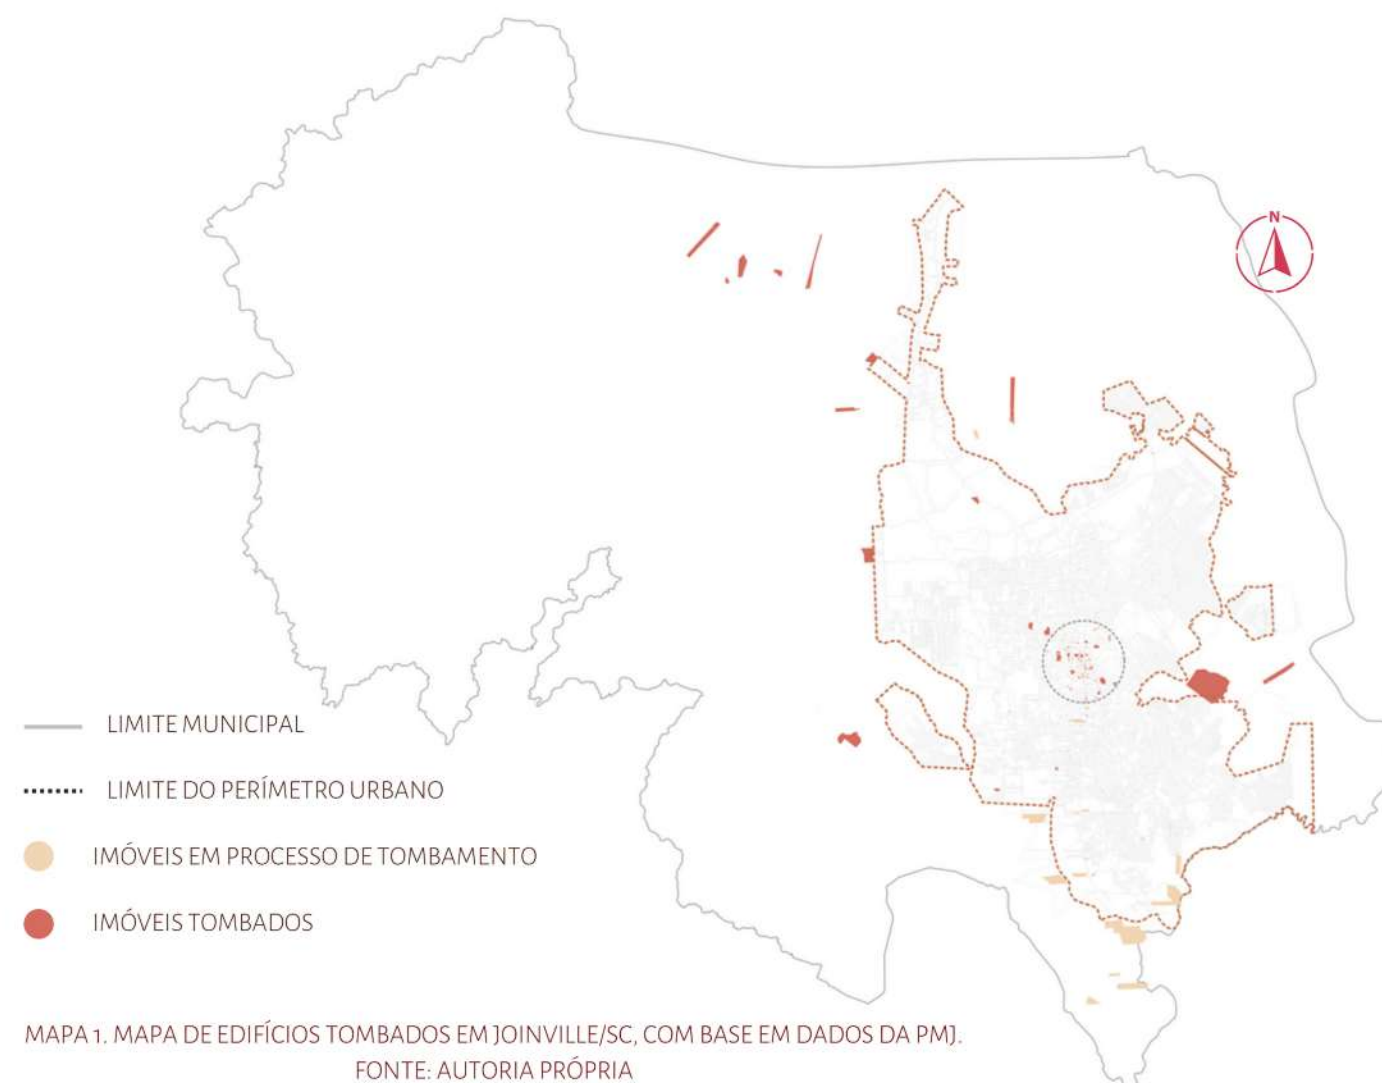 N
LIMITE MUNICIPAL
LIMITE DO PERÍMETRO URBANO
IMÓVEIS EM PROCESSO DE TOMBAMENTO
IMÓVEIS TOMBADOS
MAPA 1. MAPA DE EDIFÍCIOS TOMBADOS EM JOINVILLE/SC, COM BASE EM DADOS DA PMJ.
FONTE: AUTORIA PRÓPRIA